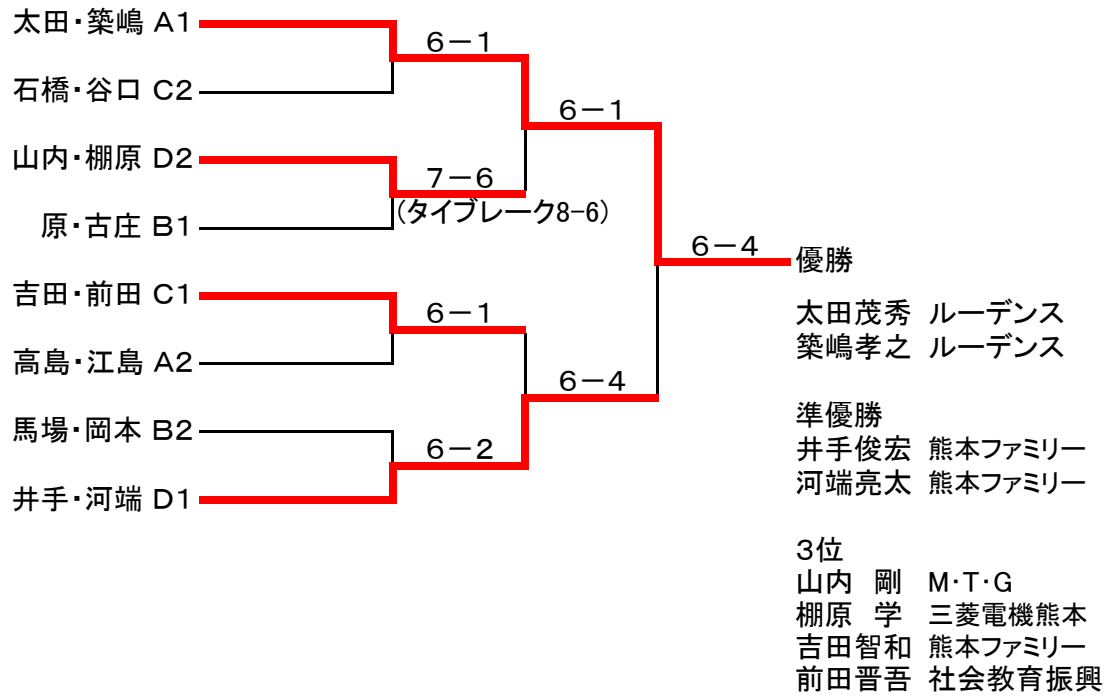 太田・築嶋 A1
6－1
石橋・谷口 C2
6－1
山内・棚原 D2
7－6
(タイブレーク8-6)
原・古庄 B1
6－4
優勝
吉田・前田 C1
6－1
太田茂秀 ルーデンス
築嶋孝之 ルーデンス
高島・江島 A2
6－4
馬場・岡本 B2
6－2
準優勝
井手俊宏 熊本ファミリー
河端亮太 熊本ファミリー
井手・河端 D1
3位
山内 剛 M・T・G
棚原 学 三菱電機熊本
吉田智和 熊本ファミリー
前田晋吾 社会教育振興